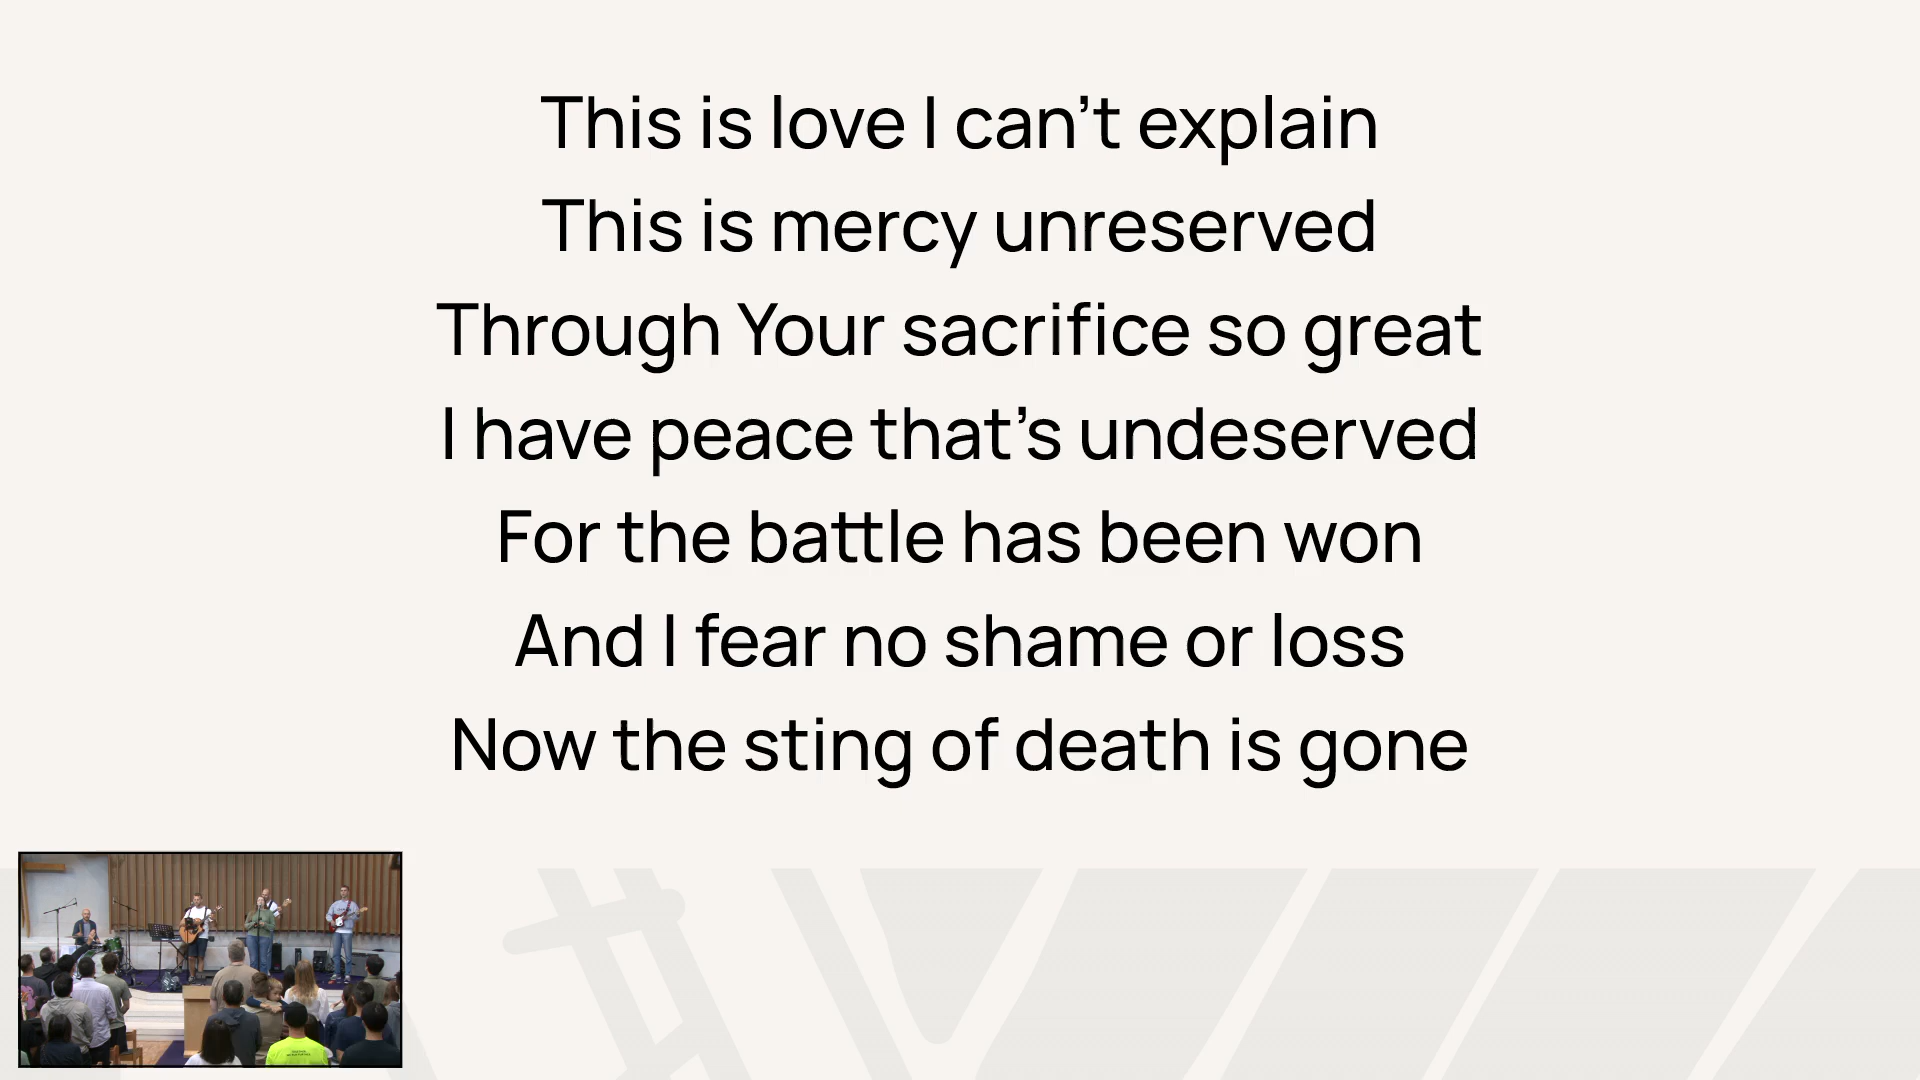 This is love I can’t explain
This is mercy unreserved
Through Your sacrifice so great
I have peace that’s undeserved
For the battle has been won
And I fear no shame or loss
Now the sting of death is gone